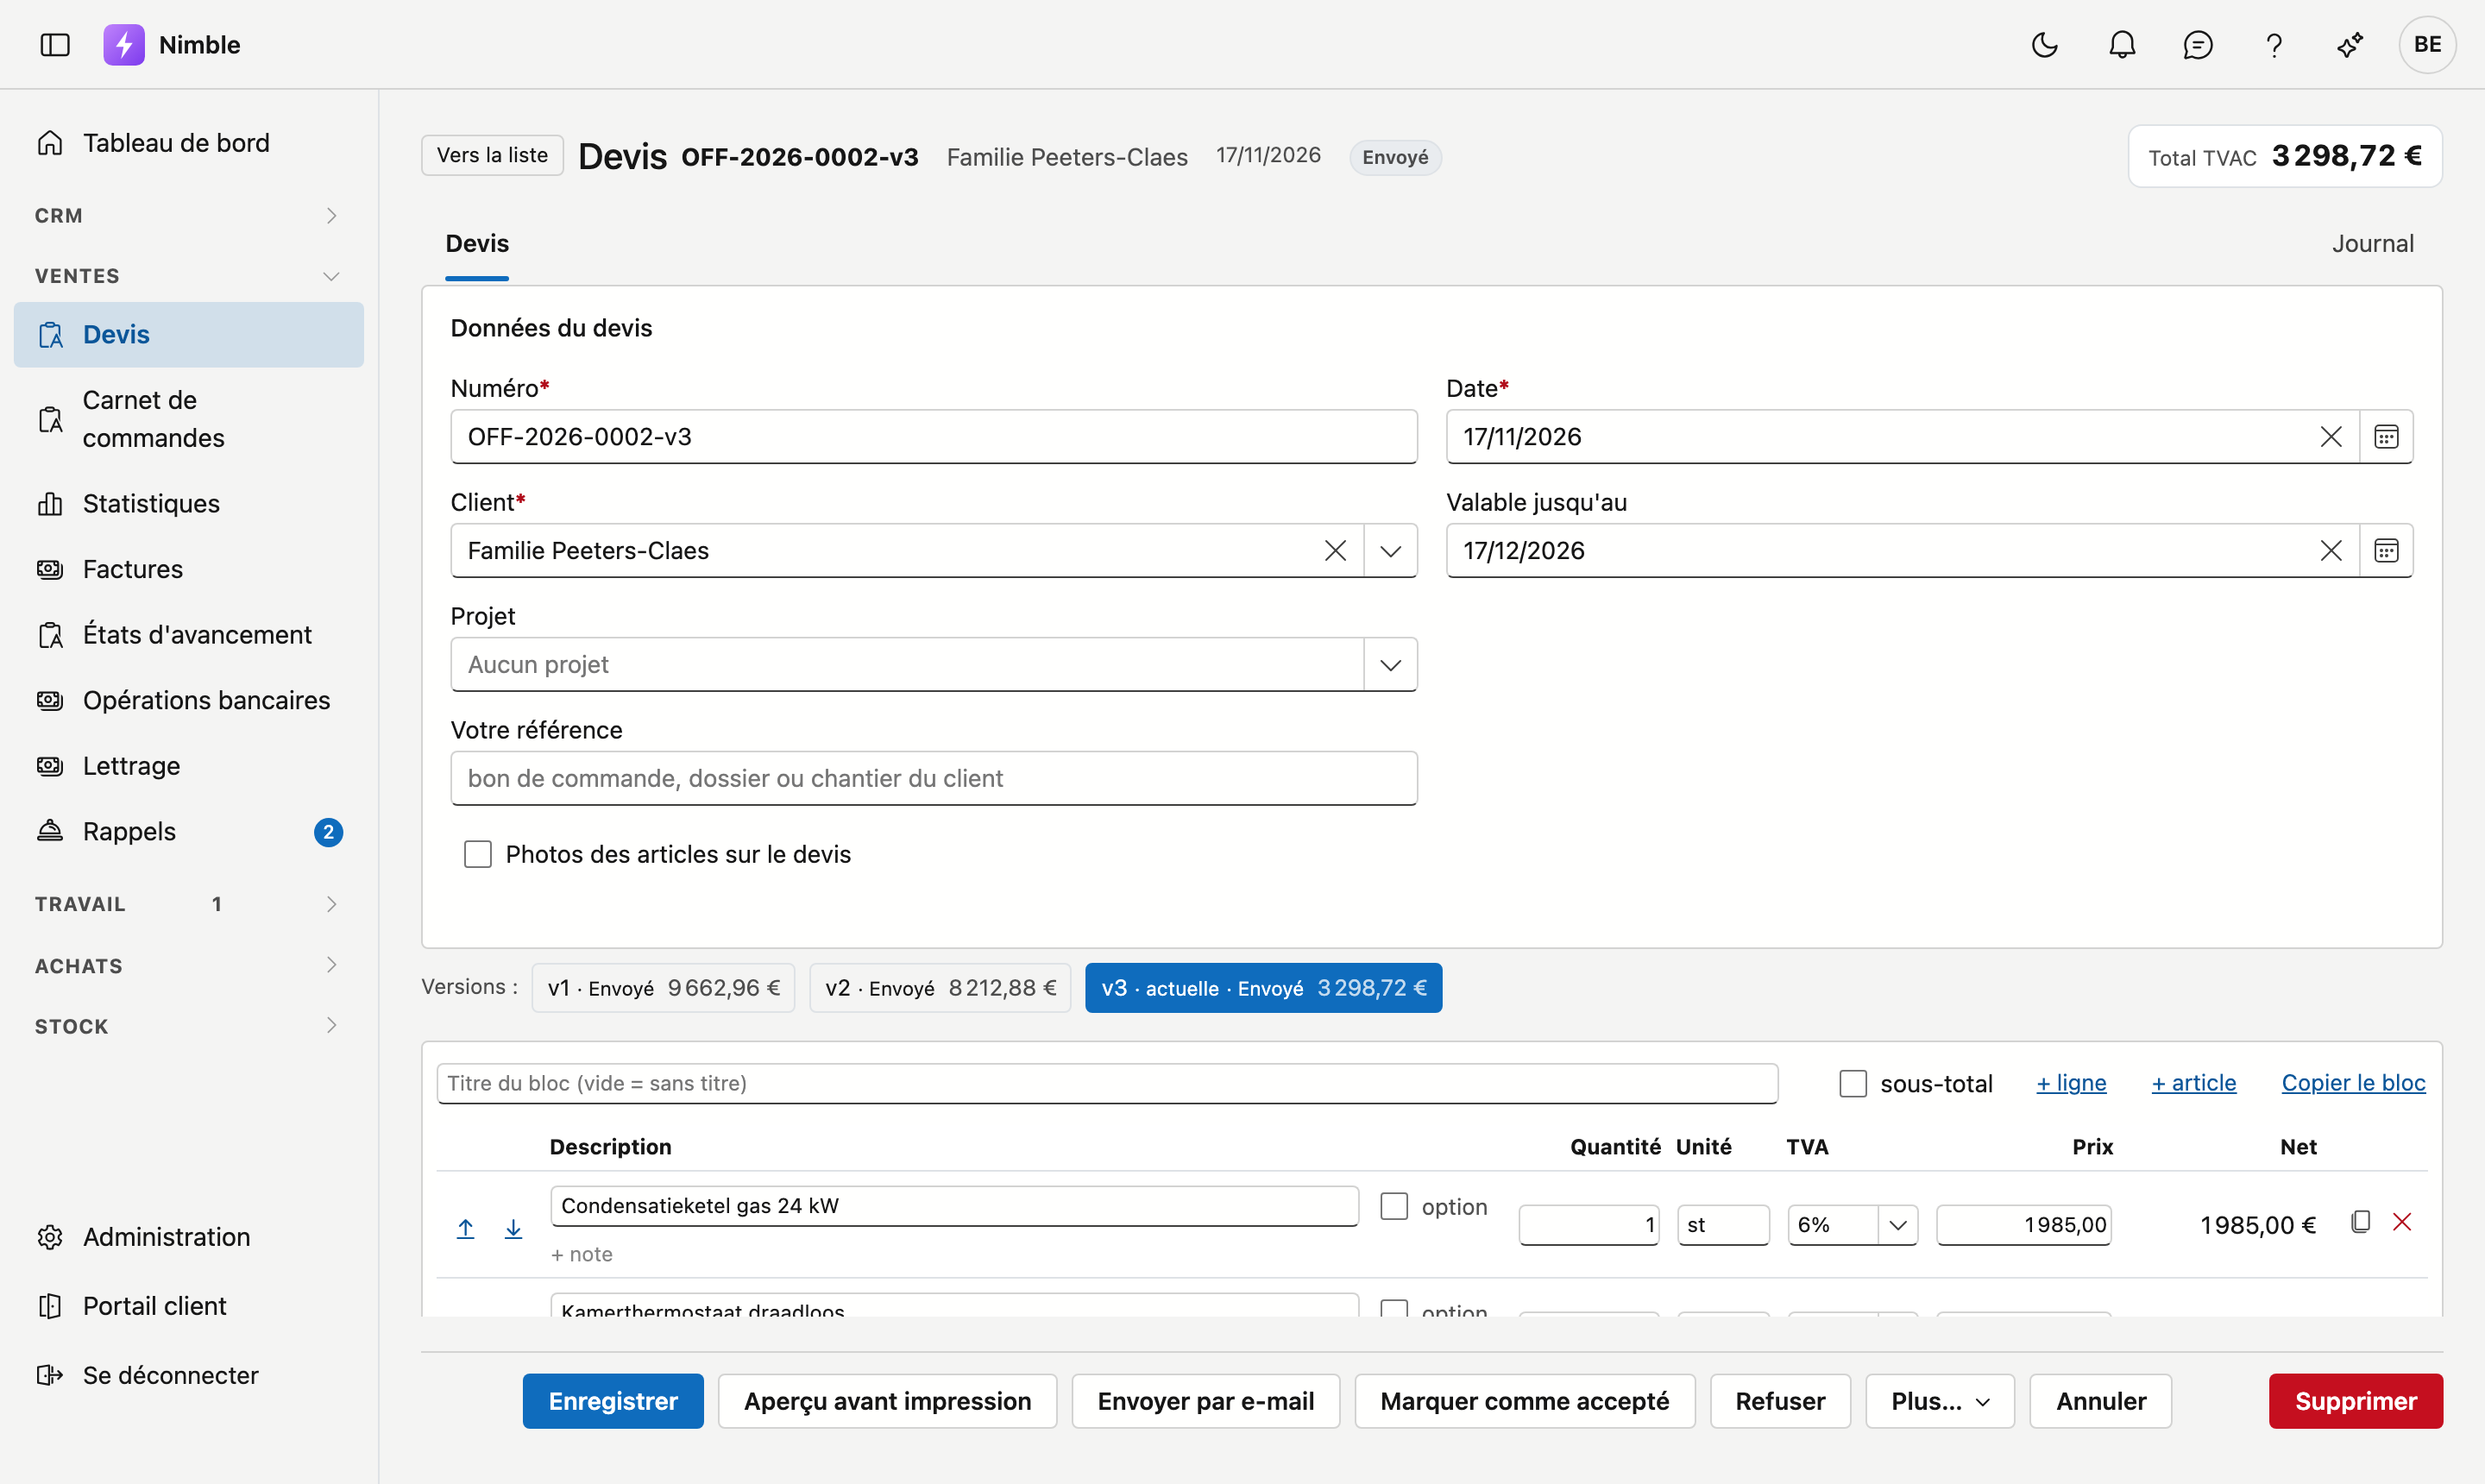 Nimble
BE
Tableau de bord
CRM
VENTES
Devis
Carnet de
commandes
Statistiques
Factures
États d'avancement
Opérations bancaires
Lettrage
Rappels 2
TRAVAIL 1
ACHATS
STOCK
Administration
Portail client
Se déconnecter
Vers la liste Devis OFF-2026-0002-v3 Familie Peeters-Claes 17/11/2026 Envoyé Total TVAC 3 298,72 €
Devis Journal
Données du devis
Numéro* Date*
OFF-2026-0002-v3 17/11/2026
Client* Valable jusqu'au
Familie Peeters-Claes 17/12/2026
Projet
Aucun projet
Votre référence
bon de commande, dossier ou chantier du client
Photos des articles sur le devis
Versions : v1 · Envoyé 9 662,96 € v2 · Envoyé 8 212,88 € v3 · actuelle · Envoyé 3 298,72 €
Titre du bloc (vide = sans titre) sous-total + ligne + article Copier le bloc
Description Quantité Unité TVA Prix Net
Condensatieketel gas 24 kW option 1 st 6% 1 985,00 1 985,00 €
+ note
Kamerthermostaat draadloos option
Enregistrer Aperçu avant impression Envoyer par e-mail Marquer comme accepté Refuser Plus... Annuler Supprimer